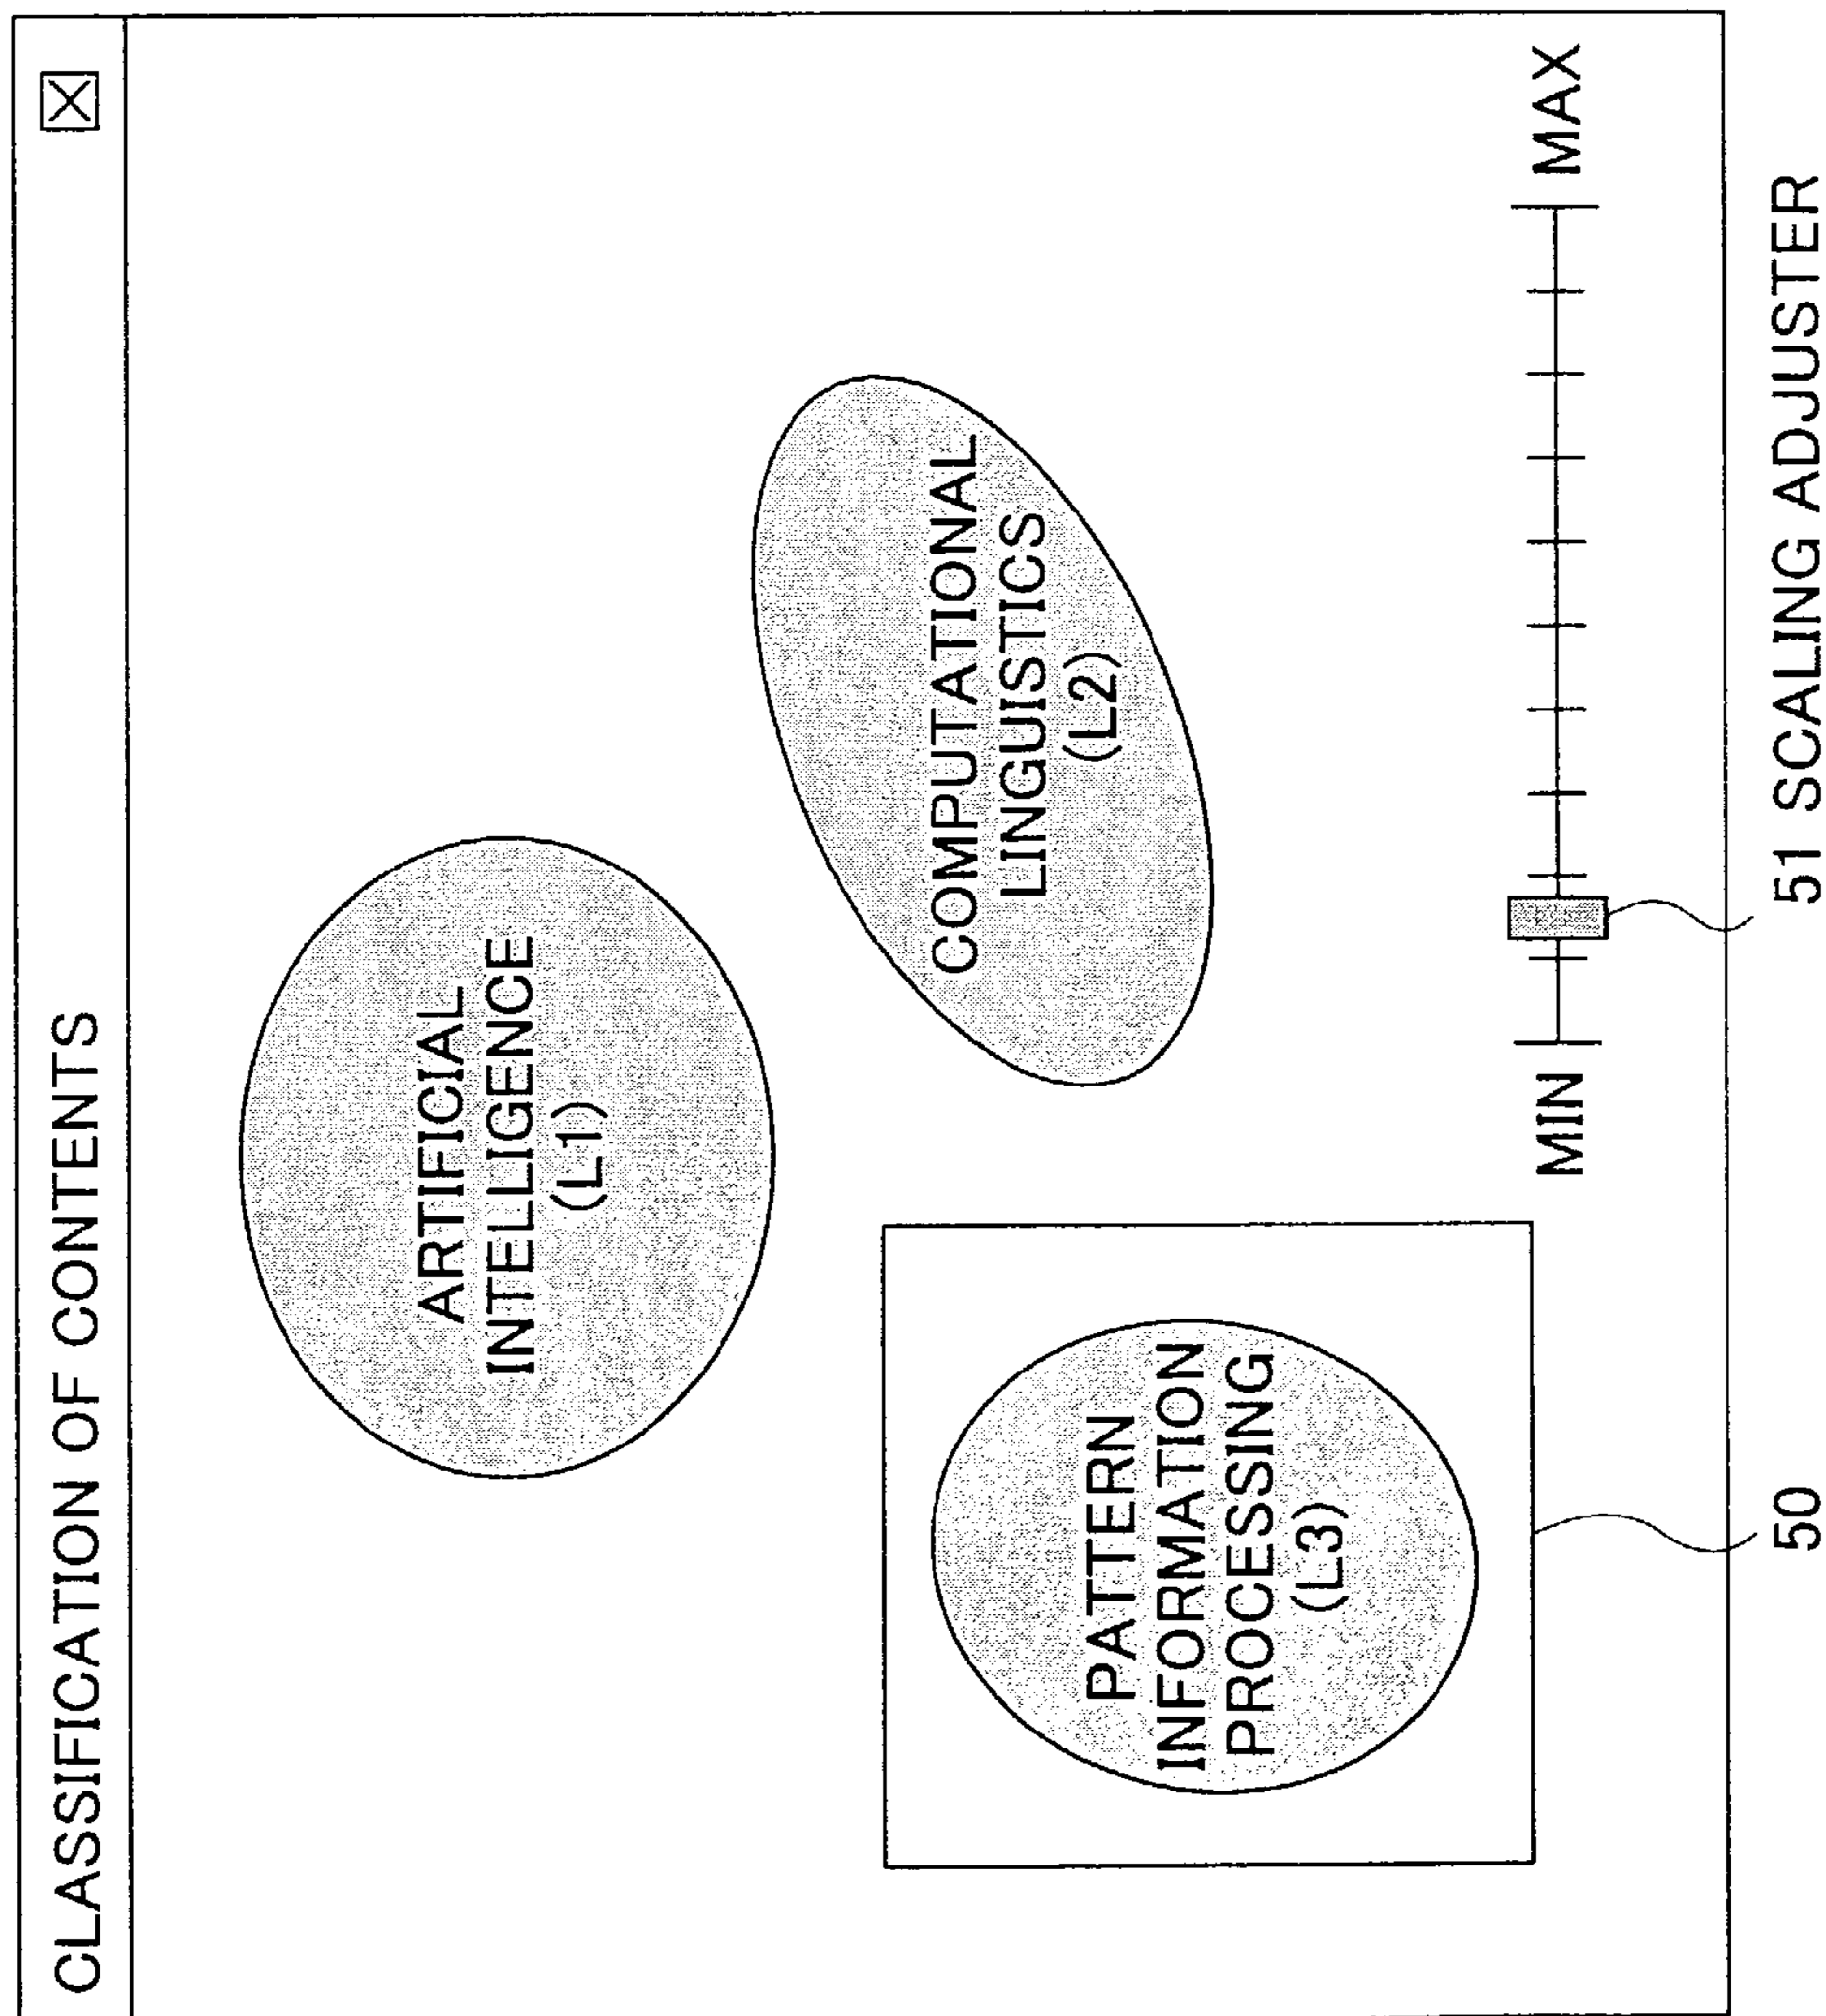 CLASSIFICATION OF CONTENTS
ARTIFICIAL
INTELLIGENCE
(L1)
COMPUTATIONAL
LINGUISTICS
(L2)
PATTERN
INFORMATION
PROCESSING
(L3)
MIN
MAX
50
51 SCALING ADJUSTER